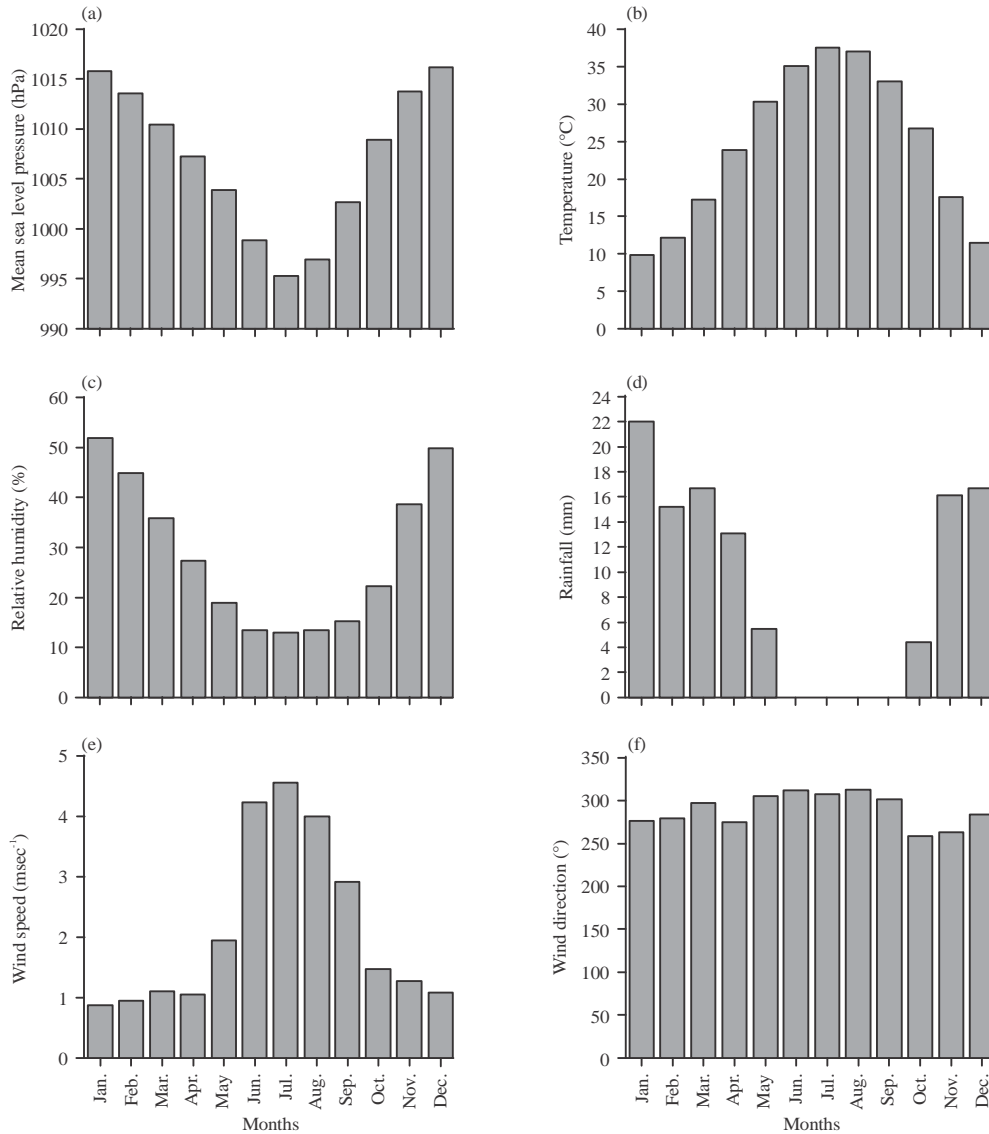 (a)
1020
1015
1010
1005
1000
995
990
Mean sea level pressure (hPa)
(b)
40
35
30
25
20
15
10
5
0
Temperature (°C)
(c)
60
50
40
30
20
10
0
Relative humidity (%)
(d)
24
22
20
18
16
14
12
10
8
6
4
2
0
Rainfall (mm)
(e)
5
4
3
2
1
0
Wind speed (msec-1)
Jan.
Feb.
Mar.
Apr.
May
Jun.
Jul.
Aug.
Sep.
Oct.
Nov.
Dec.
Months
(f)
350
300
250
200
150
100
50
0
Wind direction (°)
Jan.
Feb.
Mar.
Apr.
May
Jun.
Jul.
Aug.
Sep.
Oct.
Nov.
Dec.
Months